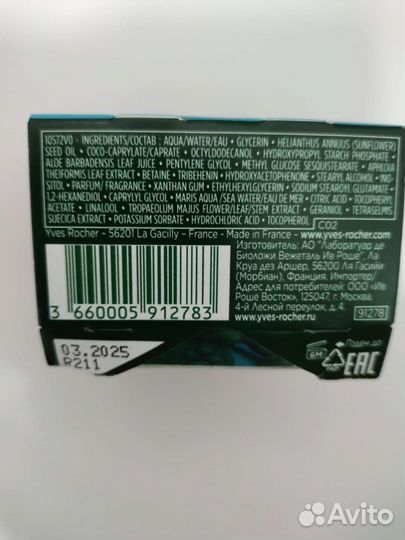 10572V0 - INGREDIENTS/СОСТАВ : AQUA/WATER/EAU • GLYCERIN • HELIANTHUS ANNUUS (SUNFLOWER)
SEED OIL • COCO-CAPRYLATE/CAPRATE • OCTYLDODECANOL • HYDROXYPROPYL STARCH PHOSPHATE •
ALOE BARBADENSIS LEAF JUICE • PENTYLENE GLYCOL • METHYL GLUCOSE SESQUISTEARATE • APHLOIA
THEIFORMIS LEAF EXTRACT • BETAINE • TRIBEHENIN • HYDROXYACETOPHENONE • STEARYL ALCOHOL • INO-
SITOL • PARFUM/FRAGRANCE • XANTHAN GUM • ETHYLHEXYLGLYCERIN • SODIUM STEAROYL GLUTAMATE •
1,2-HEXANEDIOL • CAPRYLYL GLYCOL • MARIS AQUA/SEA WATER/EAU DE MER • CITRIC ACID • TOCOPHERYL
ACETATE • LINALOOL • TROPAEOLUM MAJUS FLOWER/LEAF/STEM EXTRACT • GERANIOL • TETRASELMIS
SUECICA EXTRACT • POTASSIUM SORBATE • HYDROCHLORIC ACID • TOCOPHEROL
C02
Yves Rocher - 56201 La Gacilly - France - Made in France - www.yves-rocher.com
Изготовитель: АО "Лаборатуар де
Биоложи Вежеталь Ив Роше", Ла
Круа дез Аршер, 56200 Ля Гасийи
(Морбиан), Франция. Импортер/
Адрес для потребителей: ООО «Ив
Роше Восток», 125047, г. Москва,
4-й Лесной переулок, д. 4.
www.yves-rocher.ru
91278
3 660005 912783
03.2025
R211
Годен до:
EAC
Avito